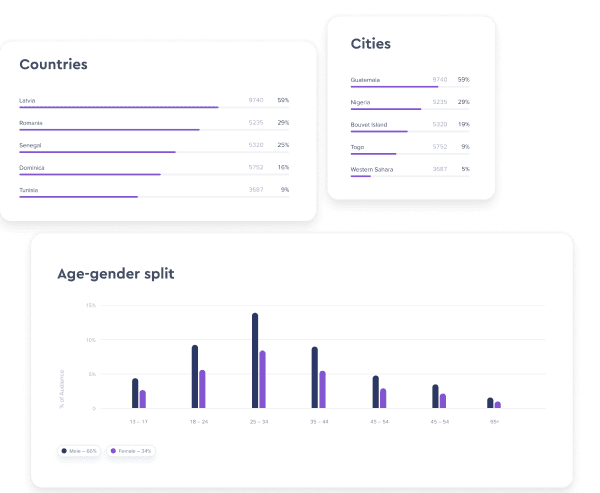 Countries
Latvia 9740 59%
Romania 5235 29%
Senegal 5320 25%
Dominica 5752 16%
Tunisia 3687 9%
Cities
Guatemala 9740 59%
Nigeria 5235 29%
Bouvet Island 5320 19%
Togo 5752 9%
Western Sahara 3687 5%
Age-gender split
% of Audience
15%
10%
5%
0
13 – 17 18 – 24 25 – 34 35 – 44 45 – 54 45 – 54 65+
Male – 66% Female – 34%